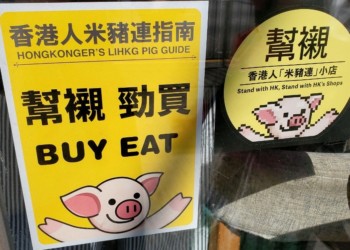 香港人米豬連指南
HONGKONGER'S LIHKG PIG GUIDE
幫襯 勁買
BUY EAT
幫襯
香港人「米豬連」小店
Stand with HK, Stand with HK's Shops